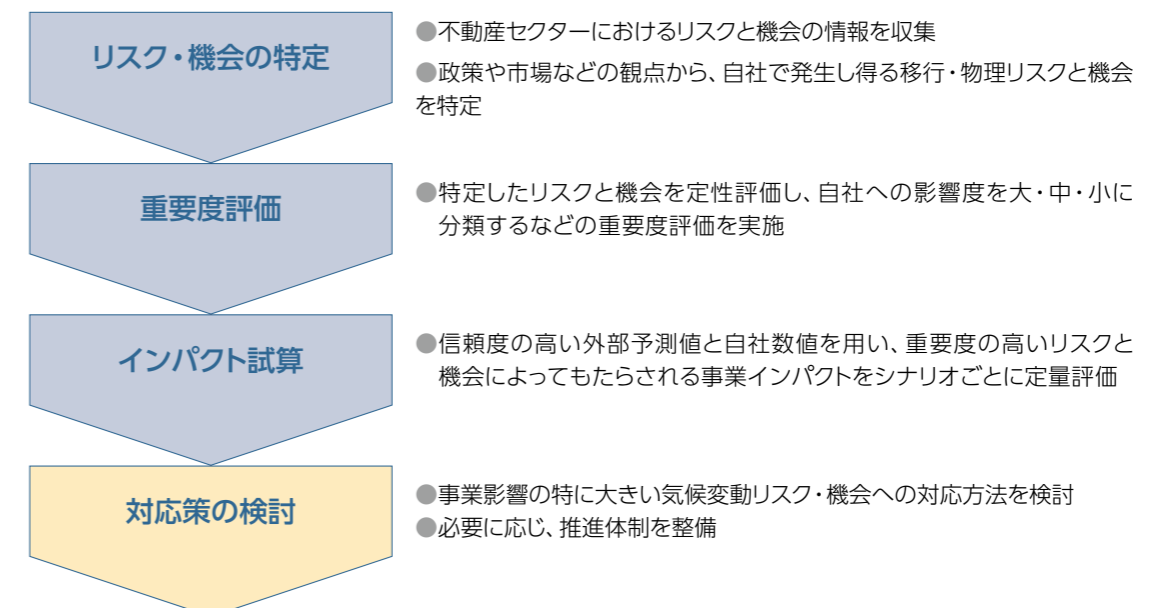 リスク・機会の特定
●不動産セクターにおけるリスクと機会の情報を収集
●政策や市場などの観点から、自社で発生し得る移行・物理リスクと機会
を特定
重要度評価
●特定したリスクと機会を定性評価し、自社への影響度を大・中・小に
分類するなどの重要度評価を実施
インパクト試算
●信頼度の高い外部予測値と自社数値を用い、重要度の高いリスクと
機会によってもたらされる事業インパクトをシナリオごとに定量評価
対応策の検討
●事業影響の特に大きい気候変動リスク・機会への対応方法を検討
●必要に応じ、推進体制を整備